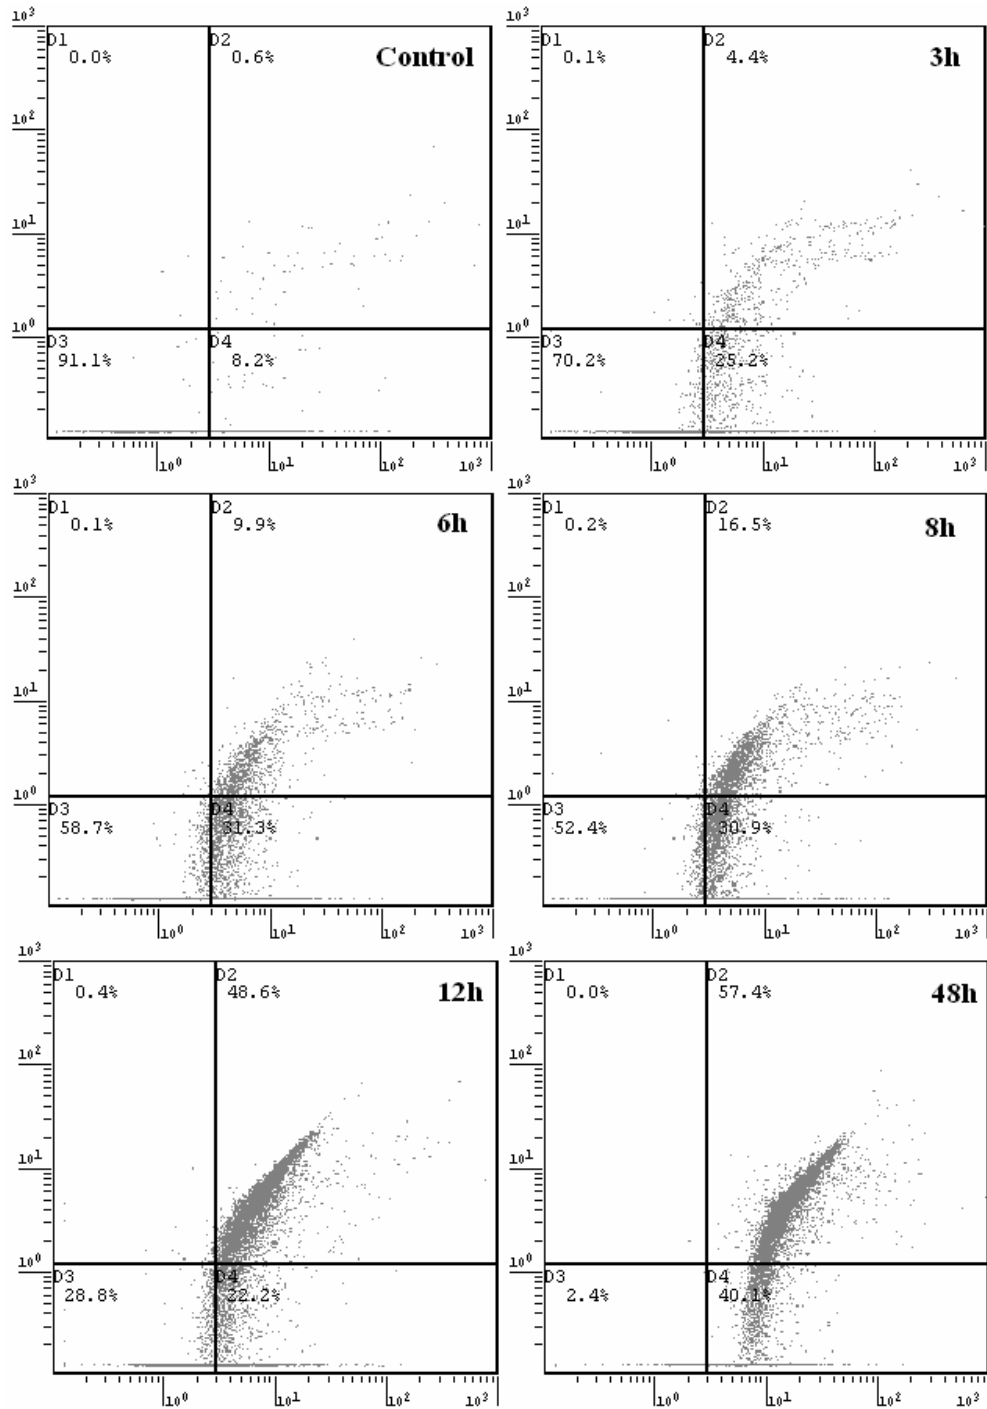 10³ 10³
D1 D2 D1 D2
0.0% 0.6% Control 0.1% 4.4% 3h
10² 10²
10¹ 10¹
10⁰ 10⁰
D3 D4 D3 D4
91.1% 8.2% 70.2% 25.2%
10⁰ 10¹ 10² 10³ 10⁰ 10¹ 10² 10³
10³ 10³
D1 D2 D1 D2
0.1% 9.9% 6h 0.2% 16.5% 8h
10² 10²
10¹ 10¹
10⁰ 10⁰
D3 D4 D3 D4
58.7% 31.3% 52.4% 30.9%
10⁰ 10¹ 10² 10³ 10⁰ 10¹ 10² 10³
10³ 10³
D1 D2 D1 D2
0.4% 48.6% 12h 0.0% 57.4% 48h
10² 10²
10¹ 10¹
10⁰ 10⁰
D3 D4 D3 D4
28.8% 22.2% 2.4% 40.1%
10⁰ 10¹ 10² 10³ 10⁰ 10¹ 10² 10³